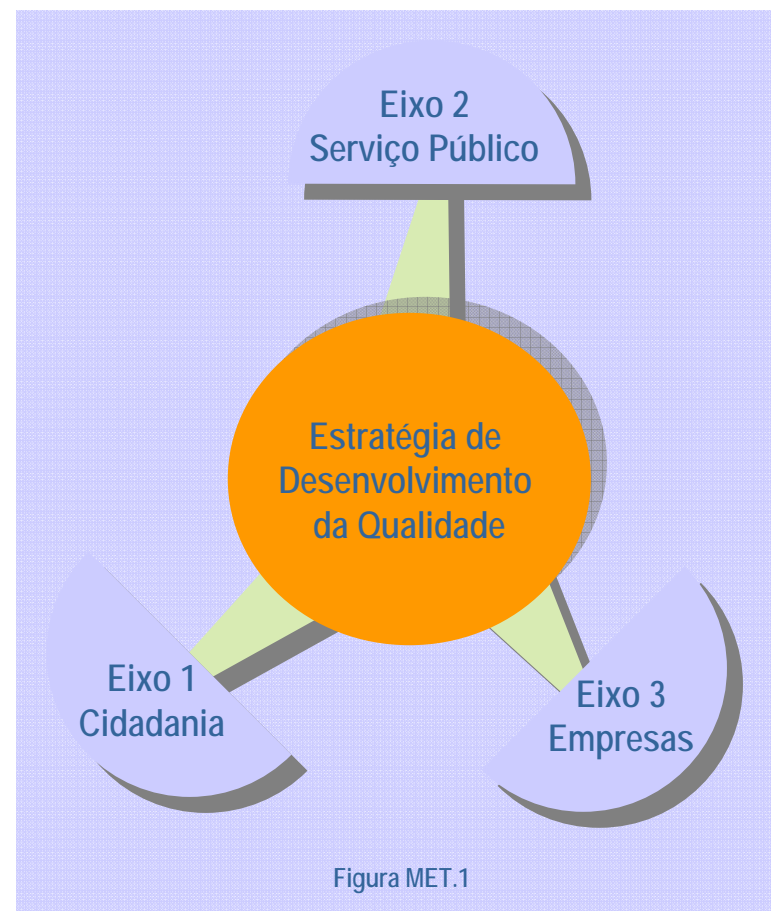 Eixo 2
Serviço Público
Estratégia de
Desenvolvimento
da Qualidade
Eixo 1
Cidadania
Eixo 3
Empresas
Figura MET.1